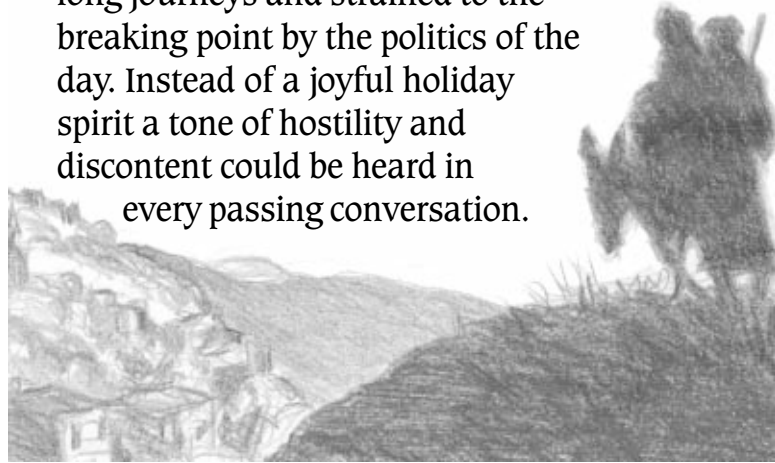 long journeys and strained to the
breaking point by the politics of the
day. Instead of a joyful holiday
spirit a tone of hostility and
discontent could be heard in
every passing conversation.